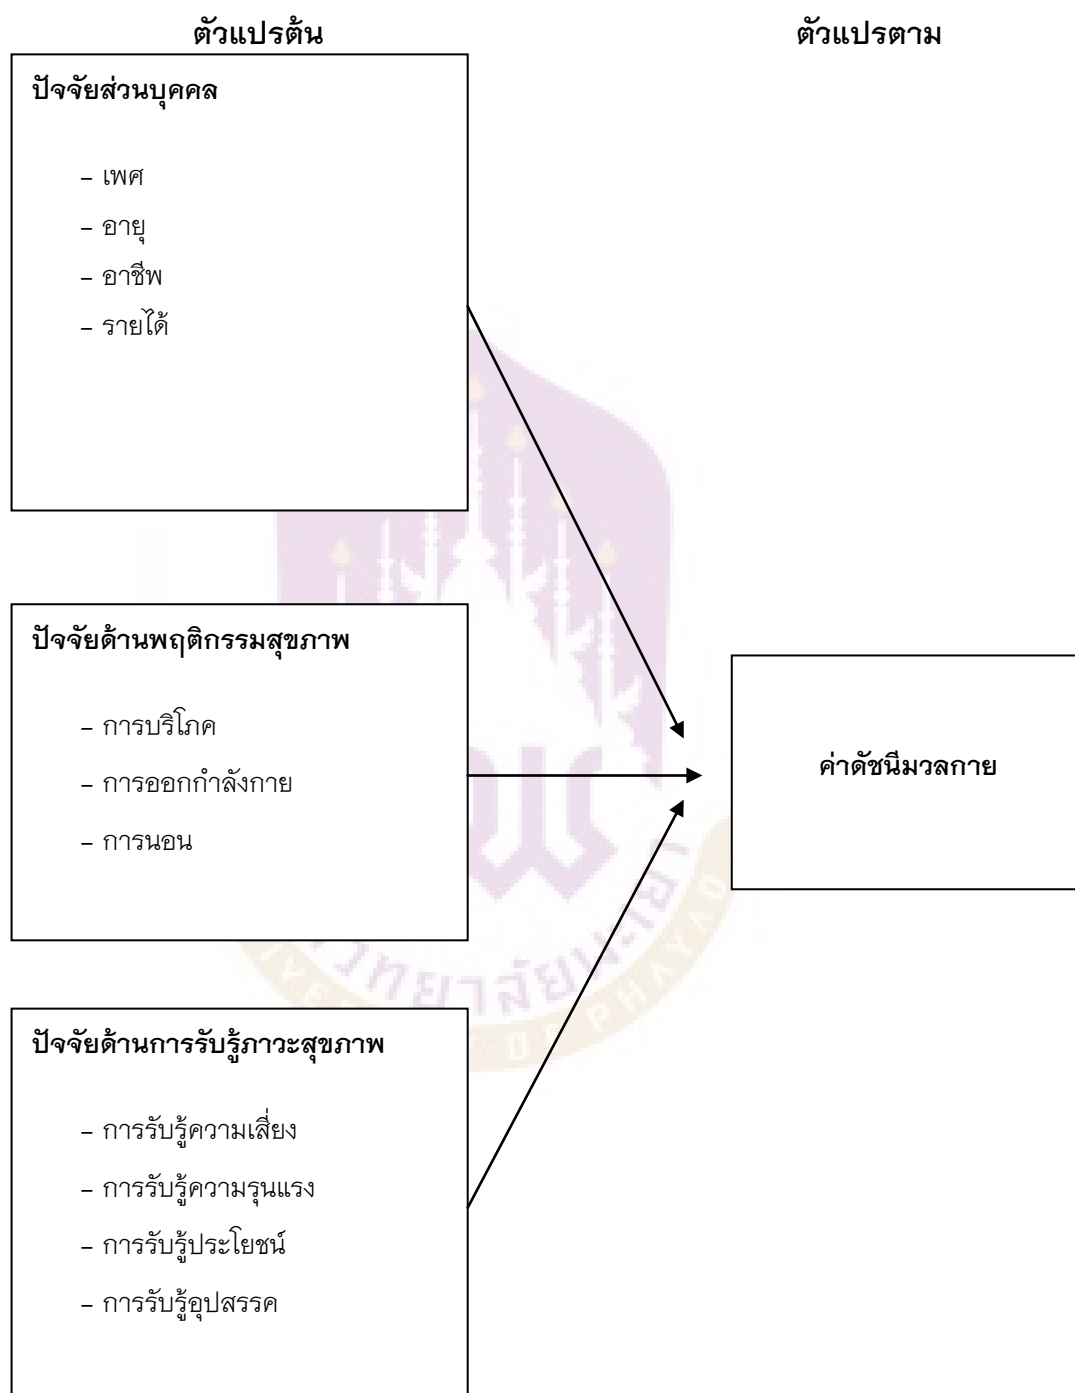 ตัวแปรต้น
ตัวแปรตาม
ปัจจัยส่วนบุคคล
– เพศ
– อายุ
– อาชีพ
– รายได้
ปัจจัยด้านพฤติกรรมสุขภาพ
– การบริโภค
– การออกกำลังกาย
– การนอน
ค่าดัชนีมวลกาย
ปัจจัยด้านการรับรู้ภาวะสุขภาพ
– การรับรู้ความเสี่ยง
– การรับรู้ความรุนแรง
– การรับรู้ประโยชน์
– การรับรู้อุปสรรค